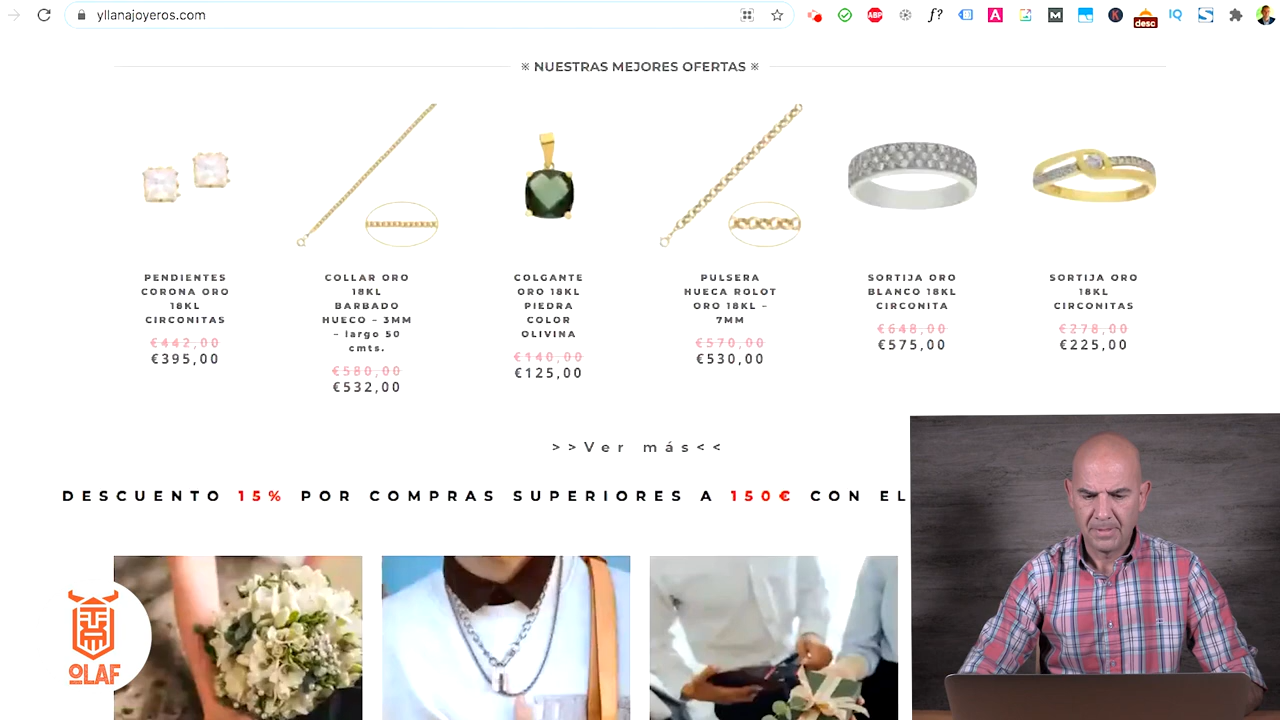 yllanajoyeros.com
f?
ABP
A
M
K
desc
IQ
S
※ NUESTRAS MEJORES OFERTAS ※
PENDIENTES
CORONA ORO
18KL
CIRCONITAS
€442,00
€395,00
COLLAR ORO
18KL
BARBADO
HUECO – 3MM
– largo 50
cmts.
€580,00
€532,00
COLGANTE
ORO 18KL
PIEDRA
COLOR
OLIVINA
€140,00
€125,00
PULSERA
HUECA ROLOT
ORO 18KL –
7MM
€570,00
€530,00
SORTIJA ORO
BLANCO 18KL
CIRCONITA
€648,00
€575,00
SORTIJA ORO
18KL
CIRCONITAS
€278,00
€225,00
>>Ver más<<
DESCUENTO 15% POR COMPRAS SUPERIORES A 150€ CON EL
OLAF